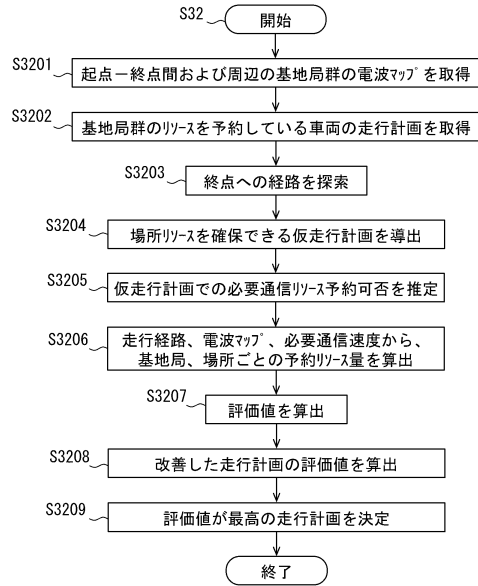 S32
開始
S3201
起点－終点間および周辺の基地局群の電波ﾏｯﾌﾟを取得
S3202
基地局群のﾘｿｰｽを予約している車両の走行計画を取得
S3203
終点への経路を探索
S3204
場所ﾘｿｰｽを確保できる仮走行計画を導出
S3205
仮走行計画での必要通信ﾘｿｰｽ予約可否を推定
S3206
走行経路、電波ﾏｯﾌﾟ、必要通信速度から、
基地局、場所ごとの予約ﾘｿｰｽ量を算出
S3207
評価値を算出
S3208
改善した走行計画の評価値を算出
S3209
評価値が最高の走行計画を決定
終了